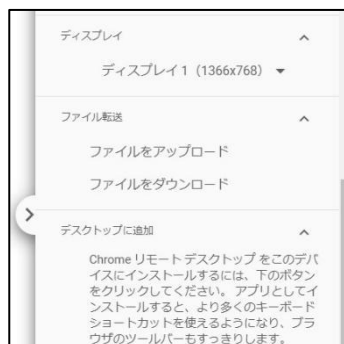 ディスプレイ
ディスプレイ 1（1366x768）
ファイル転送
ファイルをアップロード
ファイルをダウンロード
デスクトップに追加
Chrome リモート デスクトップ をこのデバ
イスにインストールするには、下のボタン
をクリックしてください。 アプリとしてイ
ンストールすると、より多くのキーボード
ショートカットを使えるようになり、ブラ
ウザのツールバーもすっきりします。